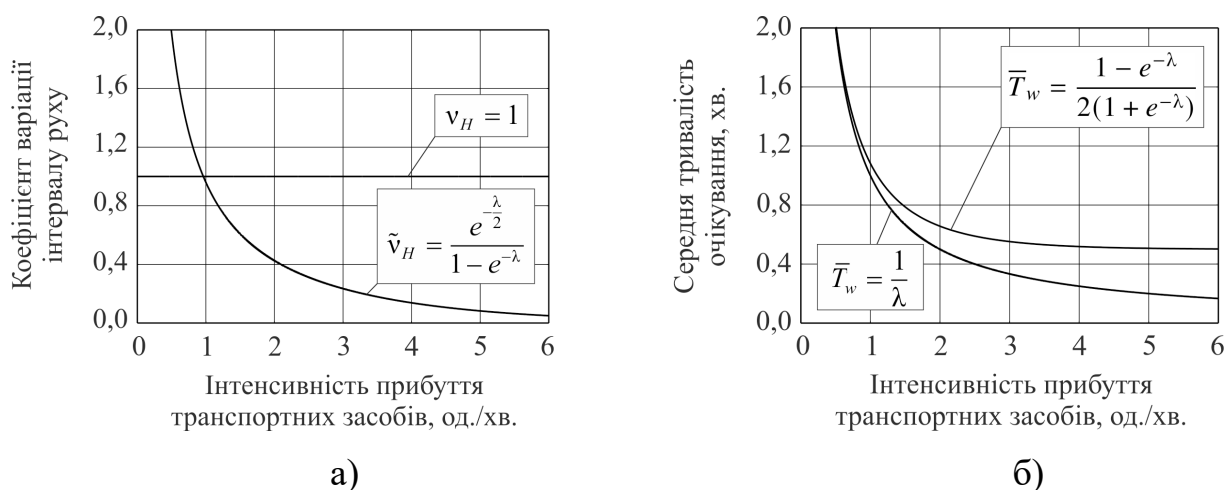 Коефіцієнт варіації
інтервалу руху
2,0
1,6
1,2
0,8
0,4
0,0
ν_H = 1
ṽ_H = e^{-λ/2} / (1 − e^{−λ})
0 1 2 3 4 5 6
Інтенсивність прибуття
транспортних засобів, од./хв.
а)
Середня тривалість
очікування, хв.
2,0
1,6
1,2
0,8
0,4
0,0
T̅_w = (1 − e^{−λ}) / (2(1 + e^{−λ}))
T̅_w = 1/λ
0 1 2 3 4 5 6
Інтенсивність прибуття
транспортних засобів, од./хв.
б)